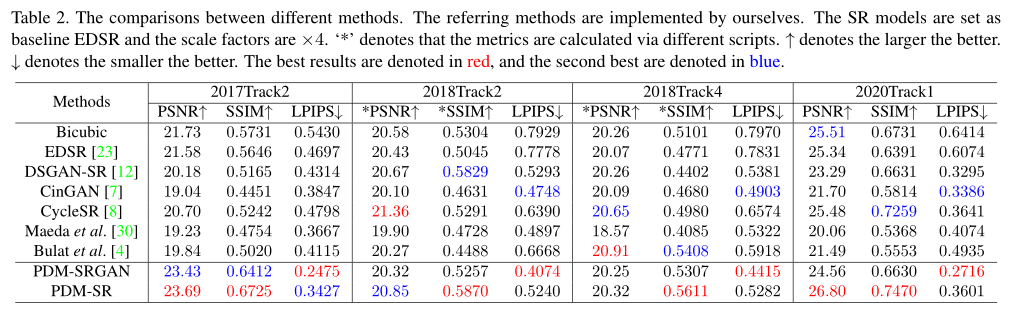 Table 2. The comparisons between different methods. The referring methods are implemented by ourselves. The SR models are set as
baseline EDSR and the scale factors are ×4. ‘*’ denotes that the metrics are calculated via different scripts. ↑ denotes the larger the better.
↓ denotes the smaller the better. The best results are denoted in red, and the second best are denoted in blue.
Methods 2017Track2 2018Track2 2018Track4 2020Track1
PSNR↑ SSIM↑ LPIPS↓ *PSNR↑ *SSIM↑ LPIPS↓ *PSNR↑ *SSIM↑ LPIPS↓ PSNR↑ SSIM↑ LPIPS↓
Bicubic 21.73 0.5731 0.5430 20.58 0.5304 0.7929 20.26 0.5101 0.7970 25.51 0.6731 0.6414
EDSR [23] 21.58 0.5646 0.4697 20.43 0.5045 0.7778 20.07 0.4771 0.7831 25.34 0.6391 0.6074
DSGAN-SR [12] 20.18 0.5165 0.4314 20.67 0.5829 0.5293 20.26 0.4402 0.5381 23.29 0.6631 0.3295
CinGAN [7] 19.04 0.4451 0.3847 20.10 0.4631 0.4748 20.09 0.4680 0.4903 21.70 0.5814 0.3386
CycleSR [8] 20.70 0.5242 0.4798 21.36 0.5291 0.6390 20.65 0.4980 0.6574 25.48 0.7259 0.3641
Maeda et al. [30] 19.23 0.4754 0.3667 19.90 0.4728 0.4897 18.57 0.4085 0.5322 20.06 0.5368 0.4074
Bulat et al. [4] 19.84 0.5020 0.4115 20.27 0.4488 0.6668 20.91 0.5408 0.5918 21.49 0.5553 0.4935
PDM-SRGAN 23.43 0.6412 0.2475 20.32 0.5257 0.4074 20.25 0.5307 0.4415 24.56 0.6630 0.2716
PDM-SR 23.69 0.6725 0.3427 20.85 0.5870 0.5240 20.32 0.5611 0.5282 26.80 0.7470 0.3601